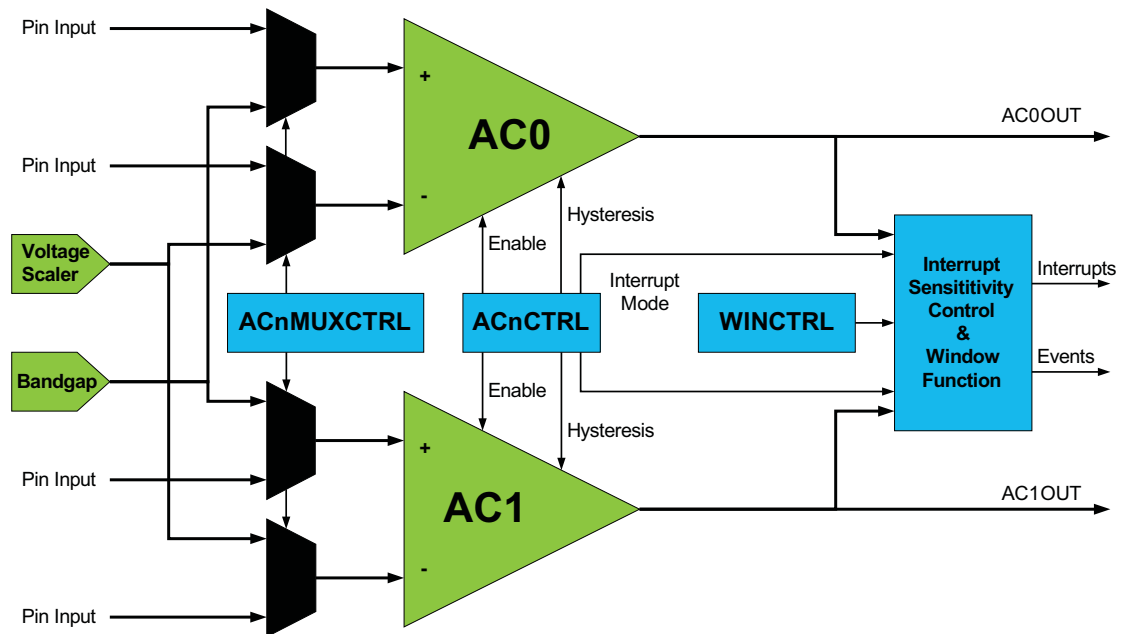 Pin Input
+
AC0
AC0OUT
Pin Input
-
Hysteresis
Enable
Voltage
Scaler
Interrupt
Mode
ACnMUXCTRL
ACnCTRL
WINCTRL
Interrupt
Sensititivity
Control
&
Window
Function
Interrupts
Events
Bandgap
Enable
Hysteresis
+
Pin Input
AC1
AC1OUT
-
Pin Input